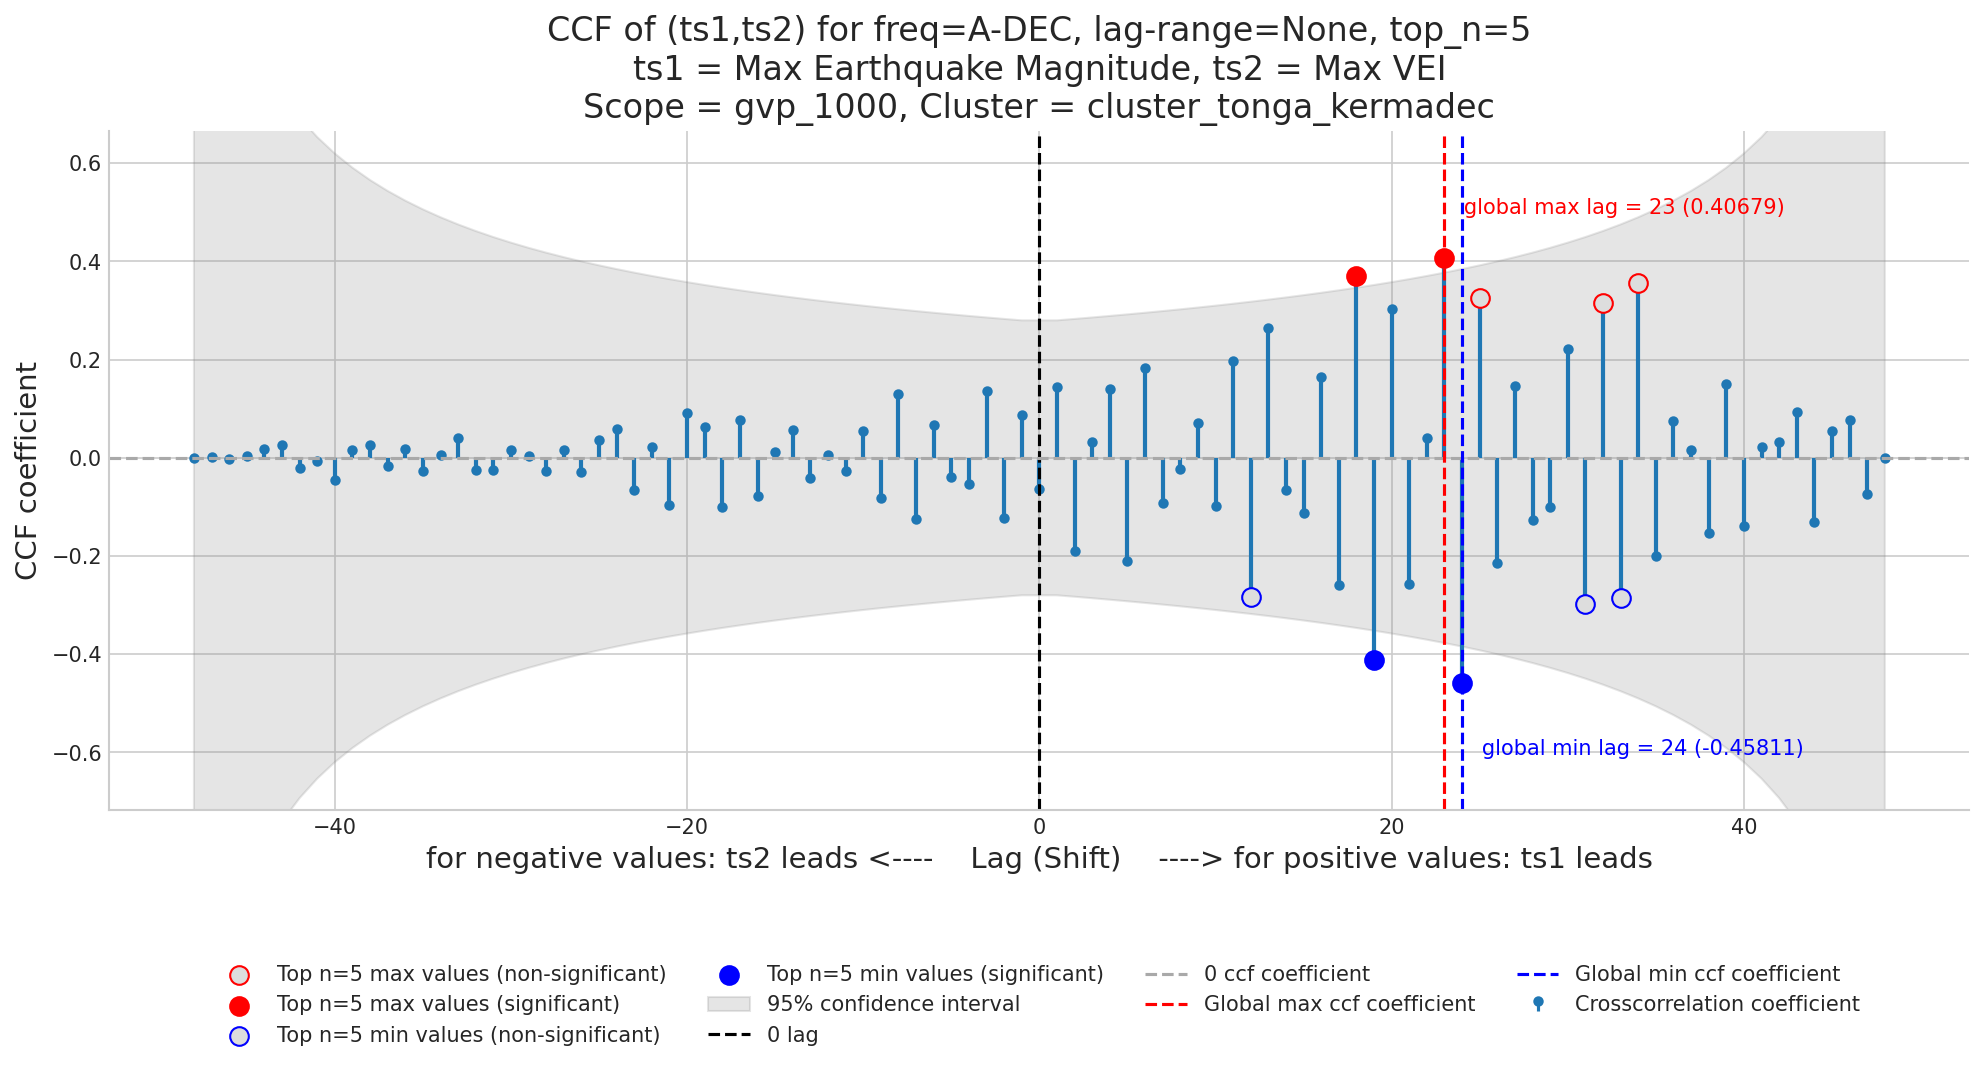 CCF of (ts1,ts2) for freq=A-DEC, lag-range=None, top_n=5
ts1 = Max Earthquake Magnitude, ts2 = Max VEI
Scope = gvp_1000, Cluster = cluster_tonga_kermadec
CCF coefficient
0.6
0.4
0.2
0.0
−0.2
−0.4
−0.6
global max lag = 23 (0.40679)
global min lag = 24 (-0.45811)
−40
−20
0
20
40
for negative values: ts2 leads <---- Lag (Shift) ----> for positive values: ts1 leads
Top n=5 max values (non-significant)
Top n=5 max values (significant)
Top n=5 min values (non-significant)
Top n=5 min values (significant)
95% confidence interval
0 lag
0 ccf coefficient
Global max ccf coefficient
Global min ccf coefficient
Crosscorrelation coefficient